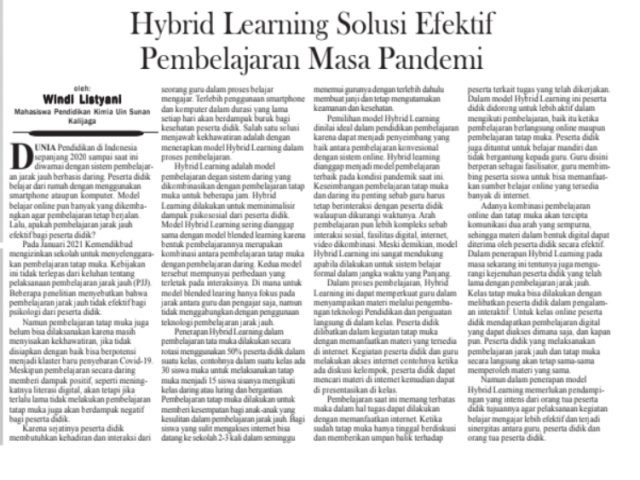 Hybrid Learning Solusi Efektif
Pembelajaran Masa Pandemi
oleh:
Windi Listyani
Mahasiswa Pendidikan Kimia Uin Sunan
Kalijaga
DUNIA Pendidikan di Indonesia
sepanjang 2020 sampai saat ini
diwarnai dengan sistem pembelajar-
an jarak jauh berbasis daring. Peserta didik
belajar dari rumah dengan menggunakan
smartphone ataupun komputer. Model
belajar online pun banyak yang dikemba-
ngkan agar pembelajaran tetap berjalan.
Lalu, apakah pembelajaran jarak jauh
efektif bagi peserta didik?
Pada Januari 2021 Kemendikbud
mengizinkan sekolah untuk menyelenggara-
kan pembelajaran tatap muka. Kebijakan
ini tidak terlepas dari keluhan tentang
pelaksanaan pembelajaran jarak jauh (PJJ).
Beberapa penelitian menyebutkan bahwa
pembelajaran jarak jauh tidak efektif bagi
psikologi dari peserta didik.
Namun pembelajaran tatap muka juga
belum bisa dilaksanakan karena masih
menyisakan kekhawatiran, jika tidak
disiapkan dengan baik bisa berpotensi
menjadi klaster baru penyebaran Covid-19.
Meskipun pembelajaran secara daring
memberi dampak positif, seperti mening-
katnya literasi digital, akan tetapi jika
terlalu lama tidak melakukan pembelajaran
tatap muka juga akan berdampak negatif
bagi peserta didik.
Karena sejatinya peserta didik
membutuhkan kehadiran dan interaksi dari
seorang guru dalam proses belajar
mengajar. Terlebih penggunaan smartphone
dan komputer dalam durasi yang lama
setiap hari akan berdampak buruk bagi
kesehatan peserta didik. Salah satu solusi
menjawab kekhawatiran adalah dengan
menerapkan model Hybrid Learning dalam
proses pembelajaran.
Hybrid Learning adalah model
pembelajaran degan sistem daring yang
dikombinasikan dengan pembelajaran tatap
muka untuk beberapa jam. Hybrid
Learning dilakukan untuk meminimalisir
dampak psikososial dari peserta didik.
Model Hybrid Learning sering dianggap
sama dengan model blended learning karena
bentuk pembelajarannya merupakan
kombinasi antara pembelajaran tatap muka
dengan pembelajaran daring. Kedua model
tersebut mempunyai perbedaan yang
terletak pada interaksinya. Di mana untuk
model blended learing hanya fokus pada
jarak antara guru dan pengajar saja, namun
tidak menggabungkan dengan penggunaan
teknologi pembelajaran jarak jauh.
Penerapan Hybrid Learning dalam
pembelajaran tata muka dilakukan secara
rotasi menggunakan 50% peserta didik dalam
suatu kelas, contohnya dalam suatu kelas ada
30 siswa maka untuk melaksanakan tatap
muka menjadi 15 siswa sisanya mengikuti
kelas daring atau luring dan bergantian.
Pembelajaran tatap muka dilakukan untuk
memberi kesempatan bagi anak-anak yang
kesulitan dalam pembelajaran jarak jauh. Bagi
siswa yang sulit mengakses internet bisa
datang ke sekolah 2-3 kali dalam seminggu
menemui gurunya dengan terlebih dahulu
membuat janji dan tetap mengutamakan
keamanan dan kesehatan.
Pemilihan model Hybrid Learning
dinilai ideal dalam pendidikan pembelajaran
karena dapat menjadi penyeimbang yang
baik antara pembelajaran konvesional
dengan sistem online. Hybrid learning
dianggap menjadi model pembelajaran
terbaik pada kondisi pandemik saat ini.
Keseimbangan pembelajaran tatap muka
dan daring itu penting sebab guru harus
tetap berinteraksi dengan peserta didik
walaupun dikurangi waktunya. Arah
pembelajaran pun lebih kompleks sebab
interaksi sosial, fasilitas digital, internet,
video dikombinasi. Meski demikian, model
Hybrid Learning ini sangat mendukung
apabila dilakukan untuk sistem belajar
formal dalam jangka waktu yang Panjang.
Dalam proses pembelajaran, Hybrid
Learning ini dapat memperkuat guru dalam
menyampaikan materi melalui pengemba-
ngan teknologi Pendidikan dan penguatan
langsung di dalam kelas. Peserta didik
dilibatkan dalam kegiatan tatap muka
dengan memanfaatkan materi yang tersedia
di internet. Kegiatan peserta didik dan guru
melakukan akses internet contohnya ketika
ada diskusi kelompok, peserta didik dapat
mencari materi di internet kemudian dapat
di presentasikan di kelas.
Pembelajaran saat ini memang terbatas
maka dalam hal tugas dapat dilakukan
dengan memanfaatkan internet. Ketika
sudah tatap muka hanya tinggal berdiskusi
dan memberikan umpan balik terhadap
peserta terkait tugas yang telah dikerjakan.
Dalam model Hybrid Learning ini peserta
didik didorong untuk lebih aktif dalam
mengikuti pembelajaran, baik itu ketika
pembelajaran berlangsung online maupun
pembelajaran tatap muka. Peserta didik
juga dituntut untuk belajar mandiri dan
tidak bergantung kepada guru. Guru disini
berperan sebagai fasilisator, guru membim-
bing peserta siswa untuk bisa memanfaat-
kan sumber belajar online yang tersedia
banyak di internet.
Adanya kombinasi pembelajaran
online dan tatap muka akan tercipta
komunikasi dua arah yang sempurna,
sehingga materi dalam bentuk digital dapat
diterima oleh peserta didik secara efektif.
Dalam penerapan Hybrid Learning pada
masa sekarang ini tentunya juga mengu-
rangi kejenuhan peserta didik yang telah
lama dengan pembelajaran jarak jauh.
Kelas tatap muka bisa dilakukan dengan
melibatkan peserta didik dalam pengalam-
an interaktif. Untuk kelas online peserta
didik mendapatkan pembelajaran digital
yang dapat diakses dimana saja, dan kapan
pun. Peserta didik yang melaksanakan
pembelajaran jarak jauh dan tatap muka
secara langsung akan tetap sama-sama
memperoleh materi yang sama.
Namun dalam penerapan model
Hybrid Learning memerlukan pendampi-
ngan yang intens dari orang tua peserta
didik tujuannya agar pelaksanaan kegiatan
belajar mengajar lebih efektif dan terjadi
sinergitas antara guru, peserta didik dan
orang tua peserta didik.